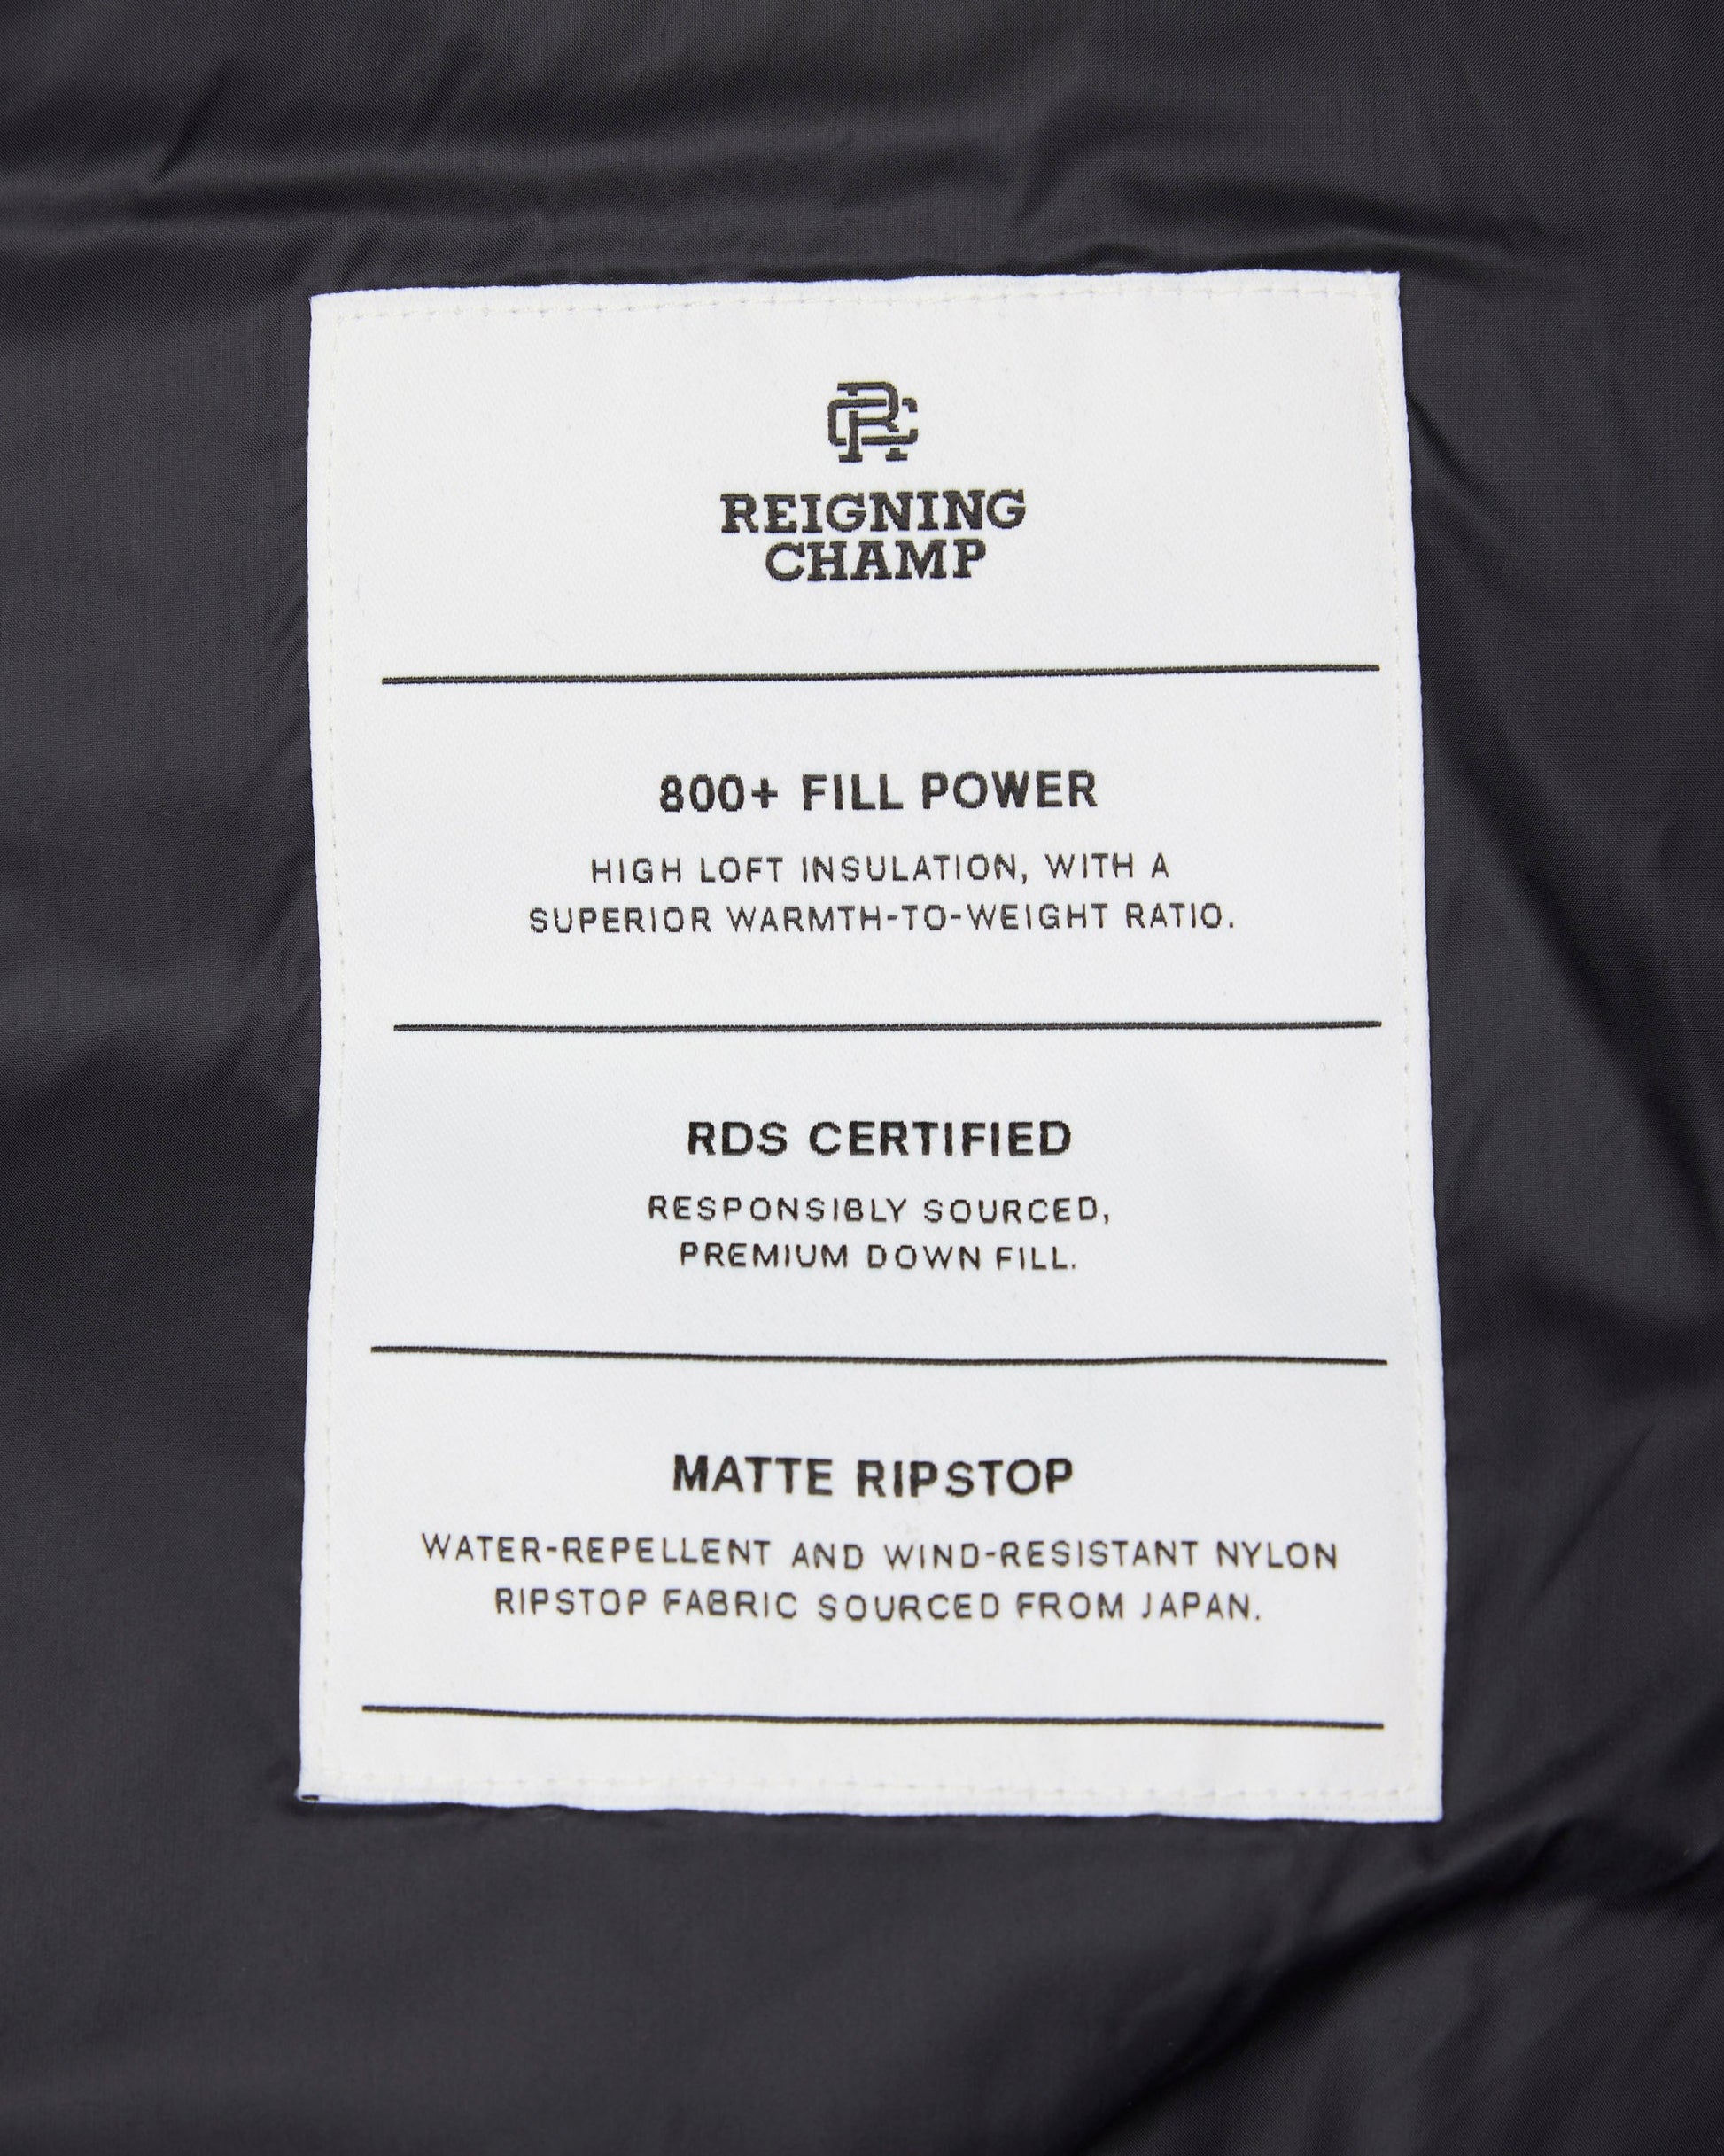 RC
REIGNING
CHAMP
800+ FILL POWER
HIGH LOFT INSULATION, WITH A
SUPERIOR WARMTH-TO-WEIGHT RATIO.
RDS CERTIFIED
RESPONSIBLY SOURCED,
PREMIUM DOWN FILL.
MATTE RIPSTOP
WATER-REPELLENT AND WIND-RESISTANT NYLON
RIPSTOP FABRIC SOURCED FROM JAPAN.